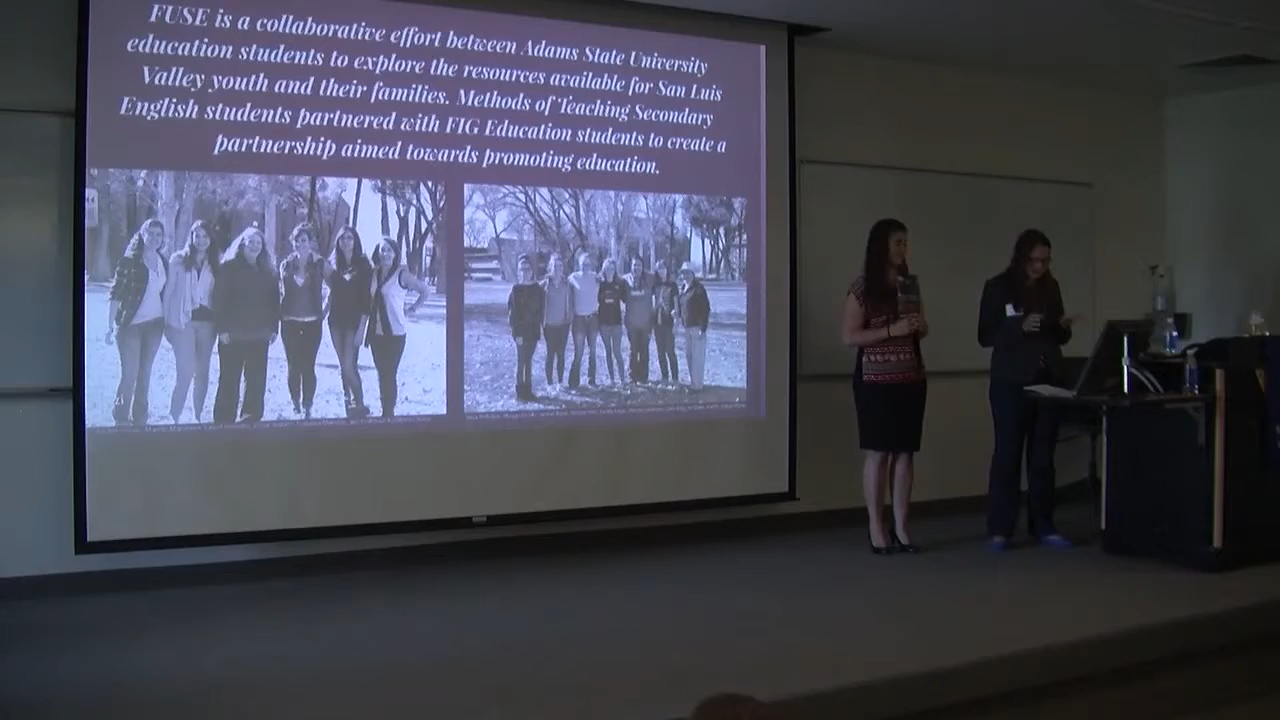 FUSE is a collaborative effort between Adams State University
education students to explore the resources available for San Luis
Valley youth and their families. Methods of Teaching Secondary
English students partnered with FIG Education students to create a
partnership aimed towards promoting education.